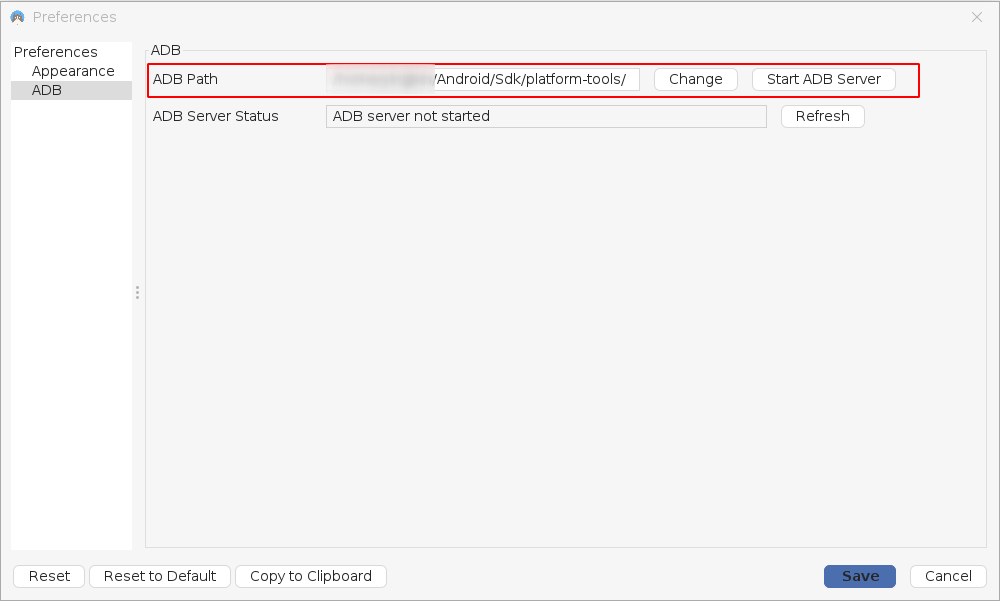 Preferences
Preferences
Appearance
ADB
ADB
ADB Path /Android/Sdk/platform-tools/ Change Start ADB Server
ADB Server Status ADB server not started Refresh
Reset Reset to Default Copy to Clipboard Save Cancel